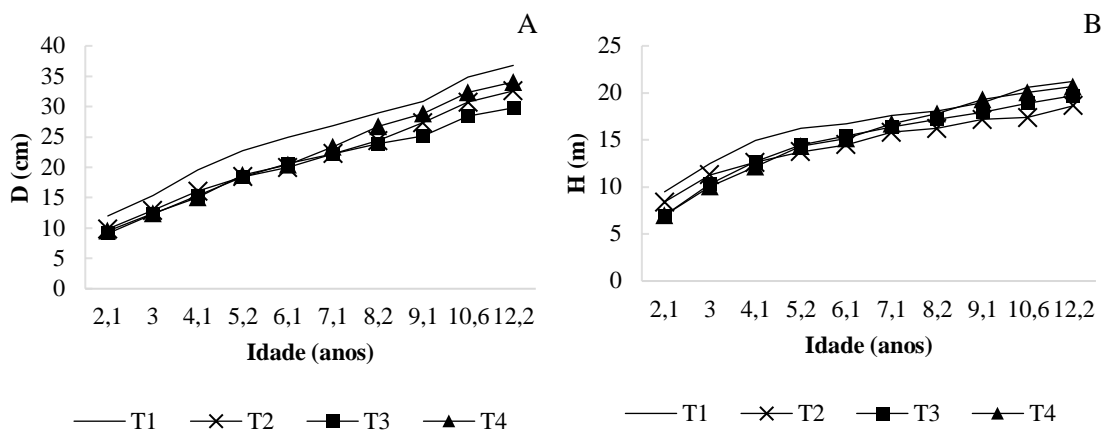 A
D (cm)
40
35
30
25
20
15
10
5
0
2,1 3 4,1 5,2 6,1 7,1 8,2 9,1 10,6 12,2
Idade (anos)
T1 T2 T3 T4
B
H (m)
25
20
15
10
5
0
2,1 3 4,1 5,2 6,1 7,1 8,2 9,1 10,6 12,2
Idade (anos)
T1 T2 T3 T4